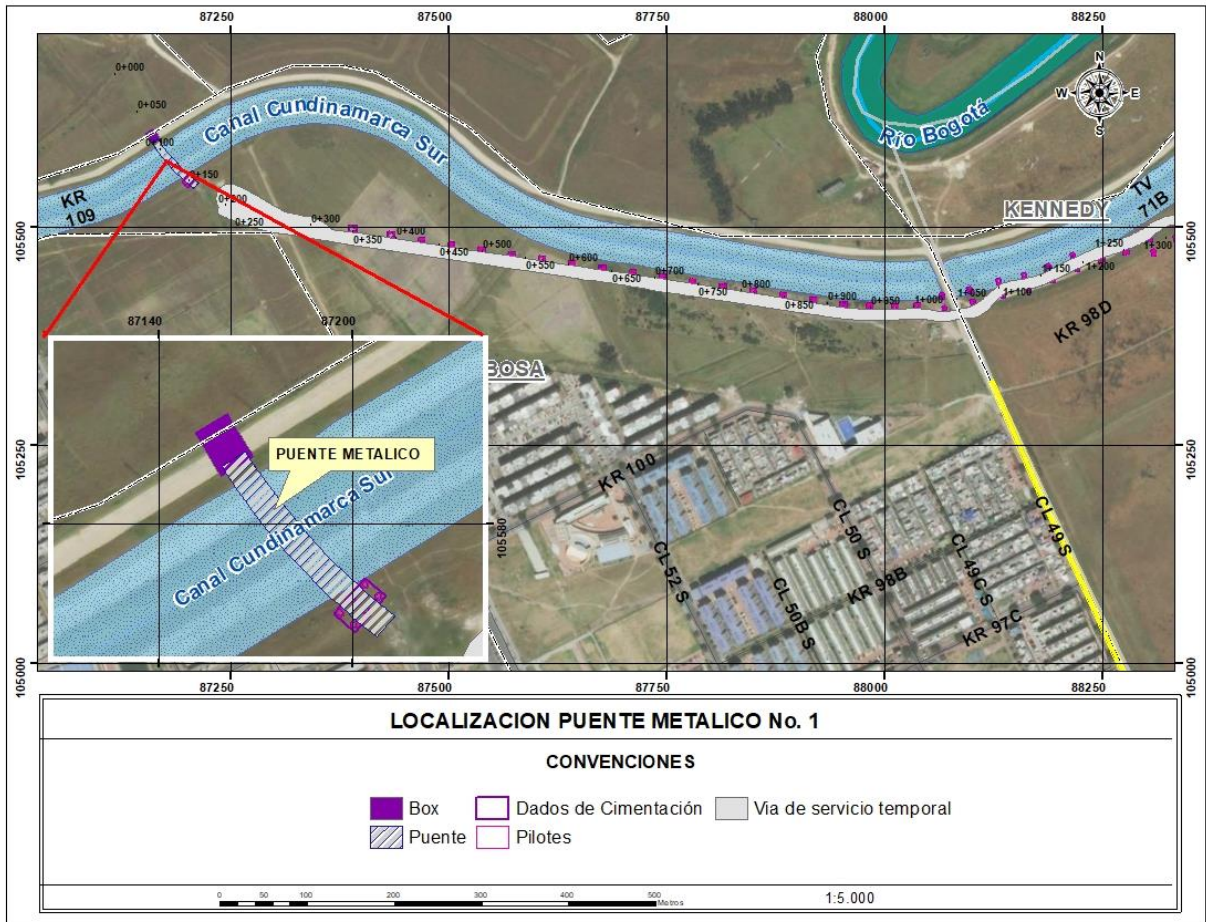 87250 87500 87750 88000 88250
0+000
0+050
0+100
0+150
0+200
0+250
Canal Cundinamarca Sur
KR 109
Río Bogotá
N
W E
S
KENNEDY
TV 71B
105500
105500
0+300
0+350
0+400
0+450
0+500
0+550
0+600
0+650
0+700
0+750
0+800
0+850
0+900
0+950
1+000
1+050
1+100
1+150
1+200
1+250
1+300
KR 98D
87140 87200
BOSA
PUENTE METALICO
Canal Cundinamarca Sur
105580
105250
105250
KR 100
CL 52 S
CL 50 S
CL 50B S
KR 98B
CL 49C S
KR 97C
CL 49 S
105000
105000
87250 87500 87750 88000 88250
LOCALIZACION PUENTE METALICO No. 1
CONVENCIONES
Box Dados de Cimentación Via de servicio temporal
Puente Pilotes
0 50 100 200 300 400 500
Metros
1:5.000